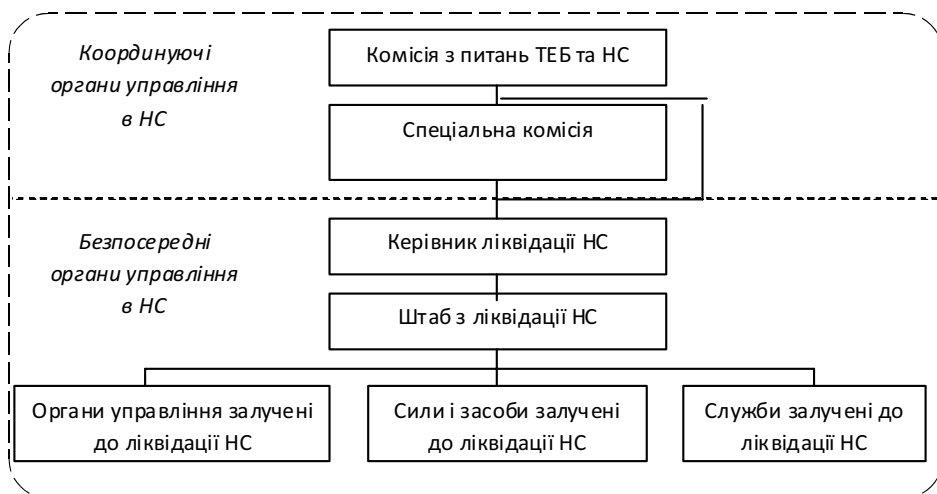 Координуючі
органи управління
в НС
Комісія з питань ТЕБ та НС
Спеціальна комісія
Безпосередні
органи управління
в НС
Керівник ліквідації НС
Штаб з ліквідації НС
Органи управління залучені
до ліквідації НС
Сили і засоби залучені
до ліквідації НС
Служби залучені до
ліквідації НС